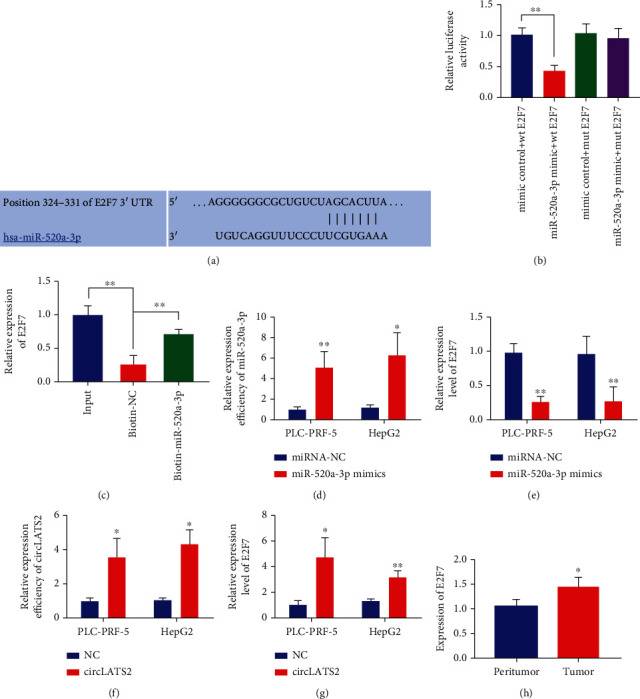 Position 324–331 of E2F7 3′ UTR 5′ ...AGGGGGGCGCUGUCUAGCACUUA...
hsa-miR-520a-3p 3′ UGUCAGGUUUCCCUUCGUGAAA
(a)
Relative luciferase
activity
1.5
1.0
0.5
0.0
**
mimic control+wt E2F7
miR-520a-3p mimic+wt E2F7
mimic control+mut E2F7
miR-520a-3p mimic+mut E2F7
(b)
Relative expression
of E2F7
1.5
1.0
0.5
0.0
**
**
Input
Biotin-NC
Biotin-miR-520a-3p
(c)
Relative expression
efficiency of miR-520a-3p
10
8
6
4
2
0
**
*
PLC-PRF-5 HepG2
miRNA-NC
miR-520a-3p mimics
(d)
Relative expression
level of E2F7
1.5
1.0
0.5
0.0
**
**
PLC-PRF-5 HepG2
miRNA-NC
miR-520a-3p mimics
(e)
Relative expression
efficiency of circLATS2
6
4
2
0
*
*
PLC-PRF-5 HepG2
NC
circLATS2
(f)
Relative expression
level of E2F7
8
6
4
2
0
*
**
PLC-PRF-5 HepG2
NC
circLATS2
(g)
Expression of E2F7
2.0
1.5
1.0
0.5
0.0
*
Peritumor Tumor
(h)